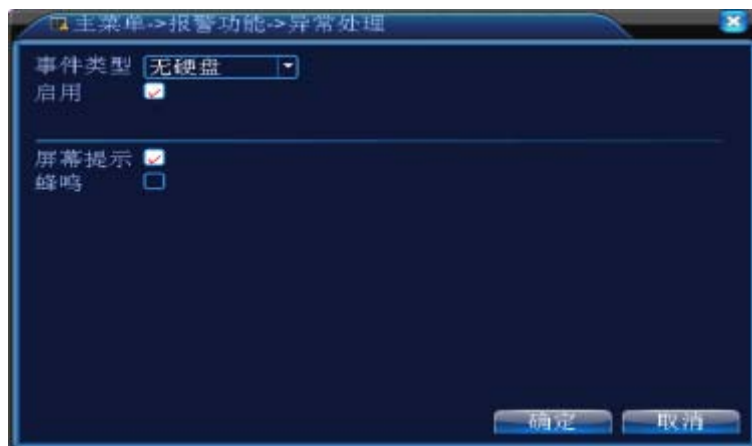 主菜单->报警功能->异常处理
事件类型 无硬盘
启用
屏幕提示
蜂鸣
确定 取消